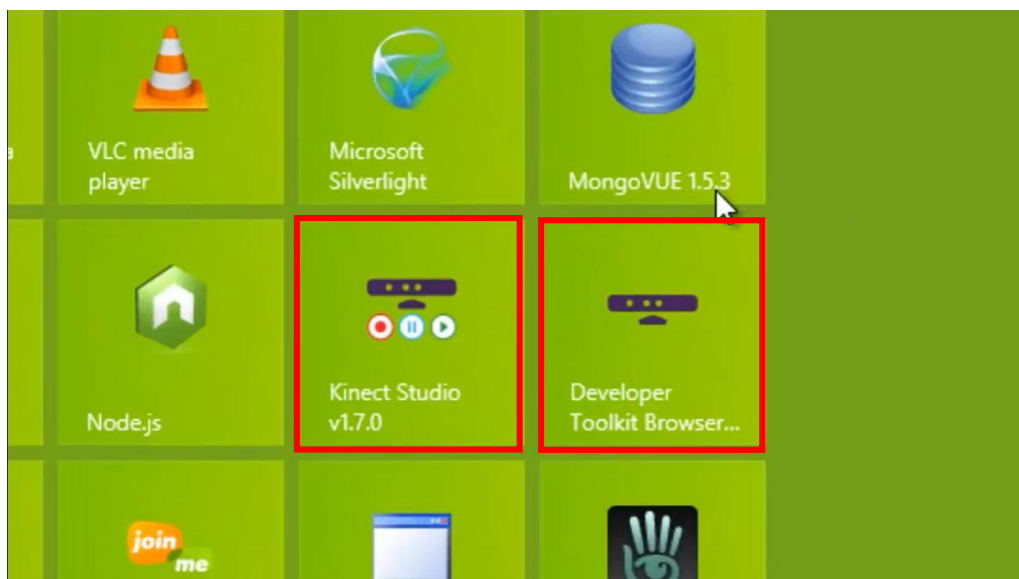 VLC media
player
Microsoft
Silverlight
MongoVUE 1.5.3
Node.js
Kinect Studio
v1.7.0
Developer
Toolkit Browser...
join
me